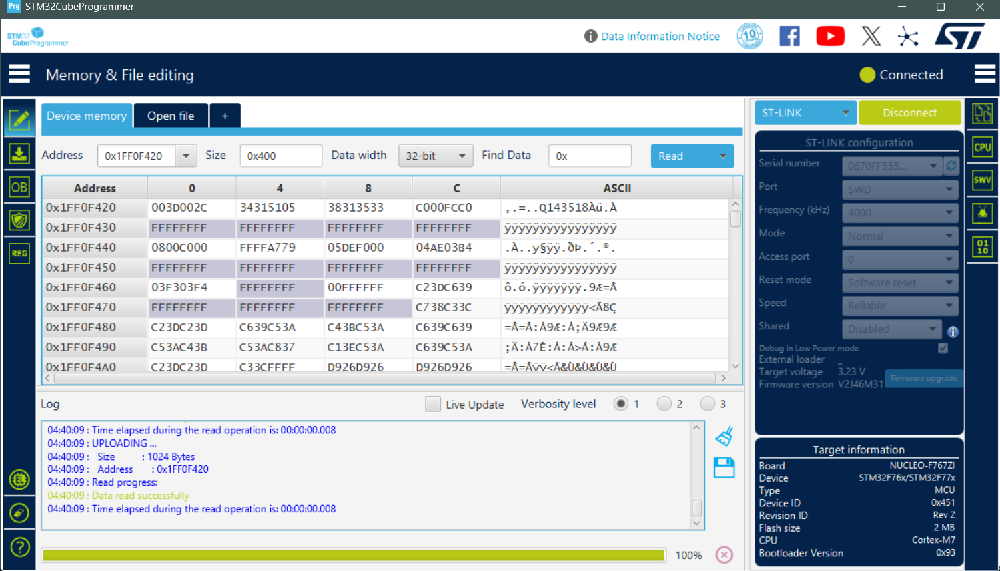 Prg STM32CubeProgrammer
STM32
CubeProgrammer
Data Information Notice
Memory & File editing
Connected
Device memory
Open file
+
Address
0x1FF0F420
Size
0x400
Data width
32-bit
Find Data
0x
Read
Address 0 4 8 C ASCII
0x1FF0F420 003D002C 34315105 38313533 C000FCC0 ,.=..Q143518Àü.À
0x1FF0F430 FFFFFFFF FFFFFFFF FFFFFFFF FFFFFFFF ÿÿÿÿÿÿÿÿÿÿÿÿÿÿÿÿ
0x1FF0F440 0800C000 FFFFA779 05DEF000 04AE03B4 .À..y§ÿÿ.ðÞ.´.®.
0x1FF0F450 FFFFFFFF FFFFFFFF FFFFFFFF FFFFFFFF ÿÿÿÿÿÿÿÿÿÿÿÿÿÿÿÿ
0x1FF0F460 03F303F4 FFFFFFFF 00FFFFFF C23DC639 ô.ó.ÿÿÿÿÿÿÿ.9Æ=Â
0x1FF0F470 FFFFFFFF FFFFFFFF FFFFFFFF C738C33C ÿÿÿÿÿÿÿÿÿÿÿÿ<Ã8Ç
0x1FF0F480 C23DC23D C639C53A C43BC53A C639C639 =Â=Â:Å9Æ:Å;Ä9Æ9Æ
0x1FF0F490 C53AC43B C53AC837 C13EC53A C639C53A ;Ä:Å7È:Å:Å>Á:Å9Æ
0x1FF0F4A0 C23DC23D C33CFFFF D926D926 D926D926 =Â=Âÿÿ<Ã&Ù&Ù&Ù&Ù
Log
Live Update
Verbosity level
1
2
3
04:40:09 : Time elapsed during the read operation is: 00:00:00.008
04:40:09 : UPLOADING ...
04:40:09 : Size : 1024 Bytes
04:40:09 : Address : 0x1FF0F420
04:40:09 : Read progress:
04:40:09 : Data read successfully
04:40:09 : Time elapsed during the read operation is: 00:00:00.008
100%
ST-LINK
Disconnect
ST-LINK configuration
Serial number 0670FF555...
Port SWD
Frequency (kHz) 4000
Mode Normal
Access port 0
Reset mode Software reset
Speed Reliable
Shared Disabled
Debug in Low Power mode
External loader _
Target voltage 3.23 V
Firmware version V2J46M31
Firmware upgrade
Target information
Board NUCLEO-F767ZI
Device STM32F76x/STM32F77x
Type MCU
Device ID 0x451
Revision ID Rev Z
Flash size 2 MB
CPU Cortex-M7
Bootloader Version 0x93
OB
REG
EL
?
CPU
SWV
01
10
ST
10